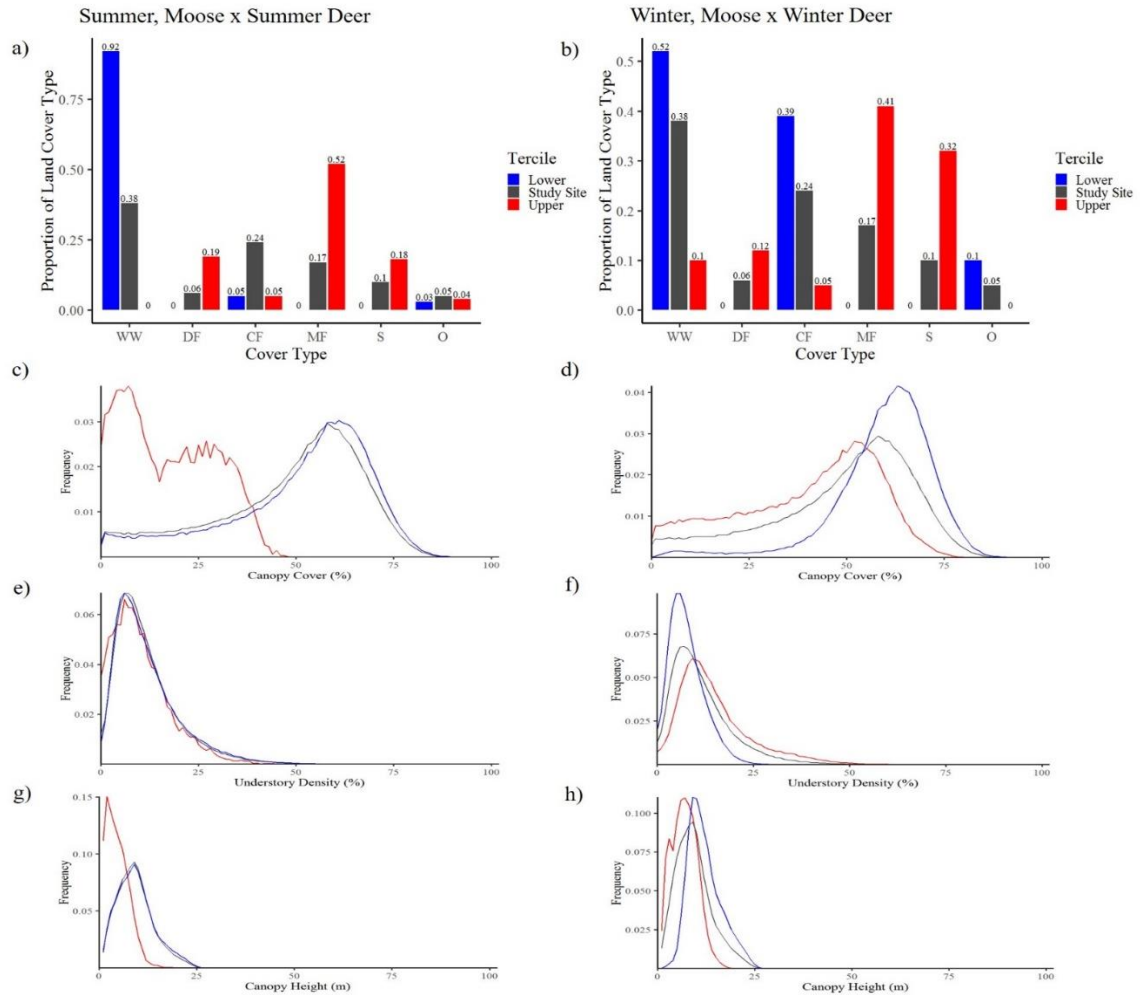 Summer, Moose x Summer Deer
Winter, Moose x Winter Deer
a)
Proportion of Land Cover Type
0.75
0.50
0.25
0.00
0.92
0.38
0
0
0.06
0.19
0.05
0.24
0.05
0
0.17
0.52
0
0.1
0.18
0.03
0.05
0.04
WW DF CF MF S O
Cover Type
Tercile
Lower
Study Site
Upper
b)
Proportion of Land Cover Type
0.5
0.4
0.3
0.2
0.1
0.0
0.52
0.38
0.1
0
0.06
0.12
0.39
0.24
0.05
0
0.17
0.41
0
0.1
0.32
0.1
0.05
0
WW DF CF MF S O
Cover Type
Tercile
Lower
Study Site
Upper
c)
Frequency
0.03
0.02
0.01
0 25 50 75 100
Canopy Cover (%)
d)
Frequency
0.04
0.03
0.02
0.01
0 25 50 75 100
Canopy Cover (%)
e)
Frequency
0.06
0.04
0.02
0 25 50 75 100
Understory Density (%)
f)
Frequency
0.075
0.050
0.025
0 25 50 75 100
Understory Density (%)
g)
Frequency
0.15
0.10
0.05
0 25 50 75 100
Canopy Height (m)
h)
Frequency
0.100
0.075
0.050
0.025
0 25 50 75 100
Canopy Height (m)